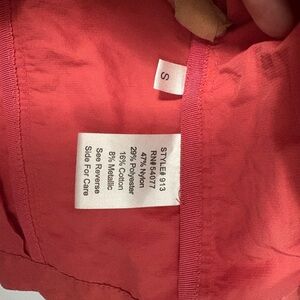 S
STYLE# 913
RN# 54077
47% Nylon
29% Polyester
16% Cotton
8% Metallic
See Reverse
Side For Care